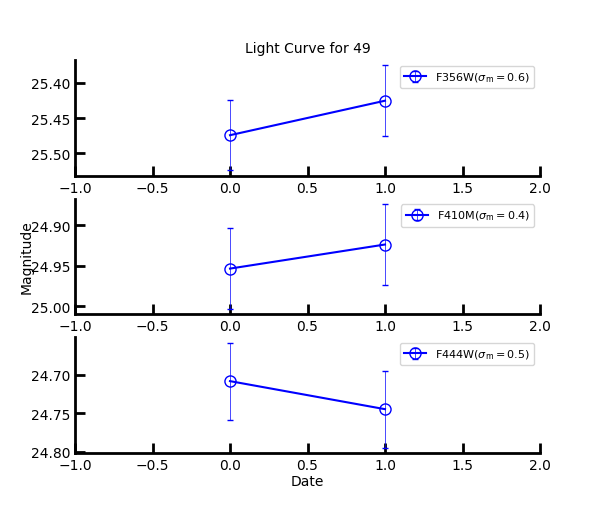 Light Curve for 49
F356W(σm = 0.6)
25.40
25.45
25.50
−1.0 −0.5 0.0 0.5 1.0 1.5 2.0
F410M(σm = 0.4)
24.90
24.95
25.00
Magnitude
−1.0 −0.5 0.0 0.5 1.0 1.5 2.0
F444W(σm = 0.5)
24.70
24.75
24.80
−1.0 −0.5 0.0 0.5 1.0 1.5 2.0
Date